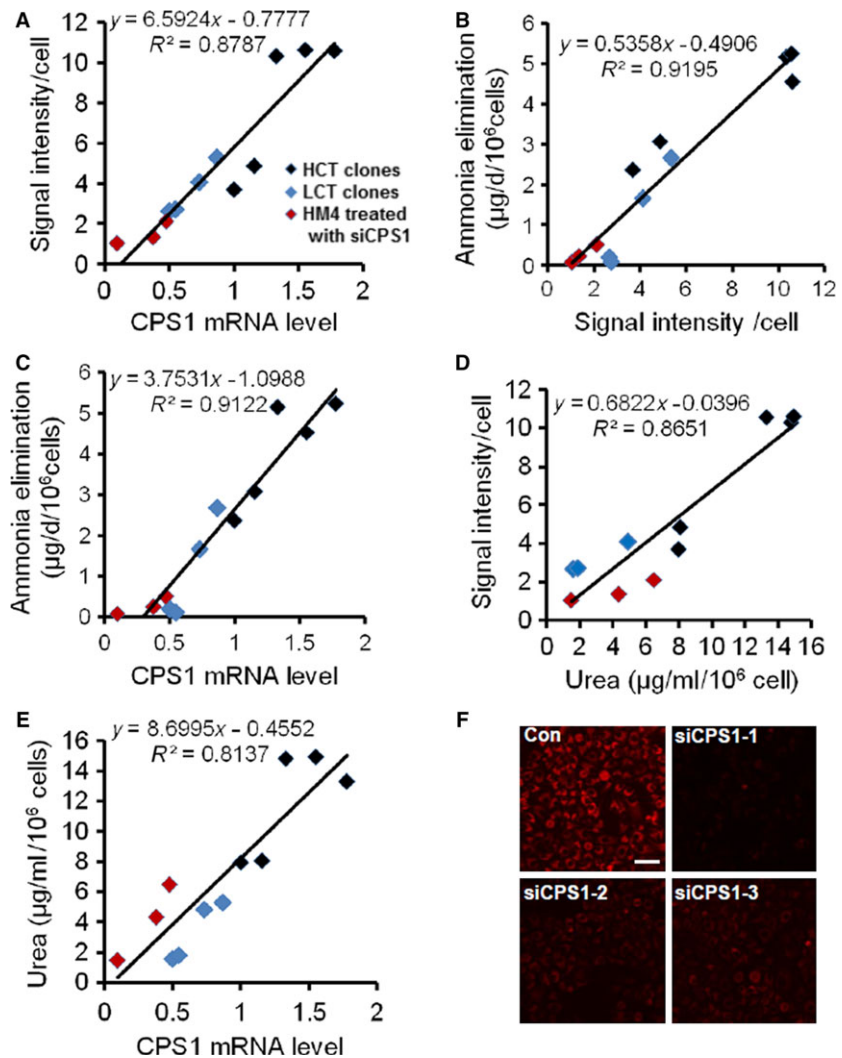 A
y = 6.5924x - 0.7777
R² = 0.8787
Signal intensity/cell
12
10
8
6
4
2
0
0 0.5 1 1.5 2
CPS1 mRNA level
HCT clones
LCT clones
HM4 treated
with siCPS1
B
y = 0.5358x - 0.4906
R² = 0.9195
Ammonia elimination
(µg/d/10⁶cells)
6
5
4
3
2
1
0
0 2 4 6 8 10 12
Signal intensity /cell
C
y = 3.7531x - 1.0988
R² = 0.9122
Ammonia elimination
(µg/d/10⁶cells)
6
5
4
3
2
1
0
0 0.5 1 1.5 2
CPS1 mRNA level
D
y = 0.6822x - 0.0396
R² = 0.8651
Signal intensity/cell
12
10
8
6
4
2
0
0 2 4 6 8 10 12 14 16
Urea (µg/ml/10⁶ cell)
E
y = 8.6995x - 0.4552
R² = 0.8137
Urea (µg/ml/10⁶ cells)
16
14
12
10
8
6
4
2
0
0 0.5 1 1.5 2
CPS1 mRNA level
F
Con
siCPS1-1
siCPS1-2
siCPS1-3